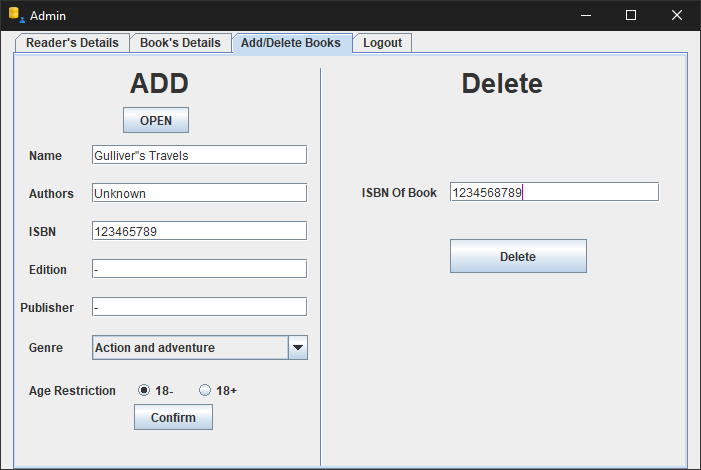 Admin
Reader's Details Book's Details Add/Delete Books Logout
ADD
OPEN
Name Gulliver"s Travels
Authors Unknown
ISBN 123465789
Edition -
Publisher -
Genre Action and adventure
Age Restriction 18- 18+
Confirm
Delete
ISBN Of Book 1234568789
Delete